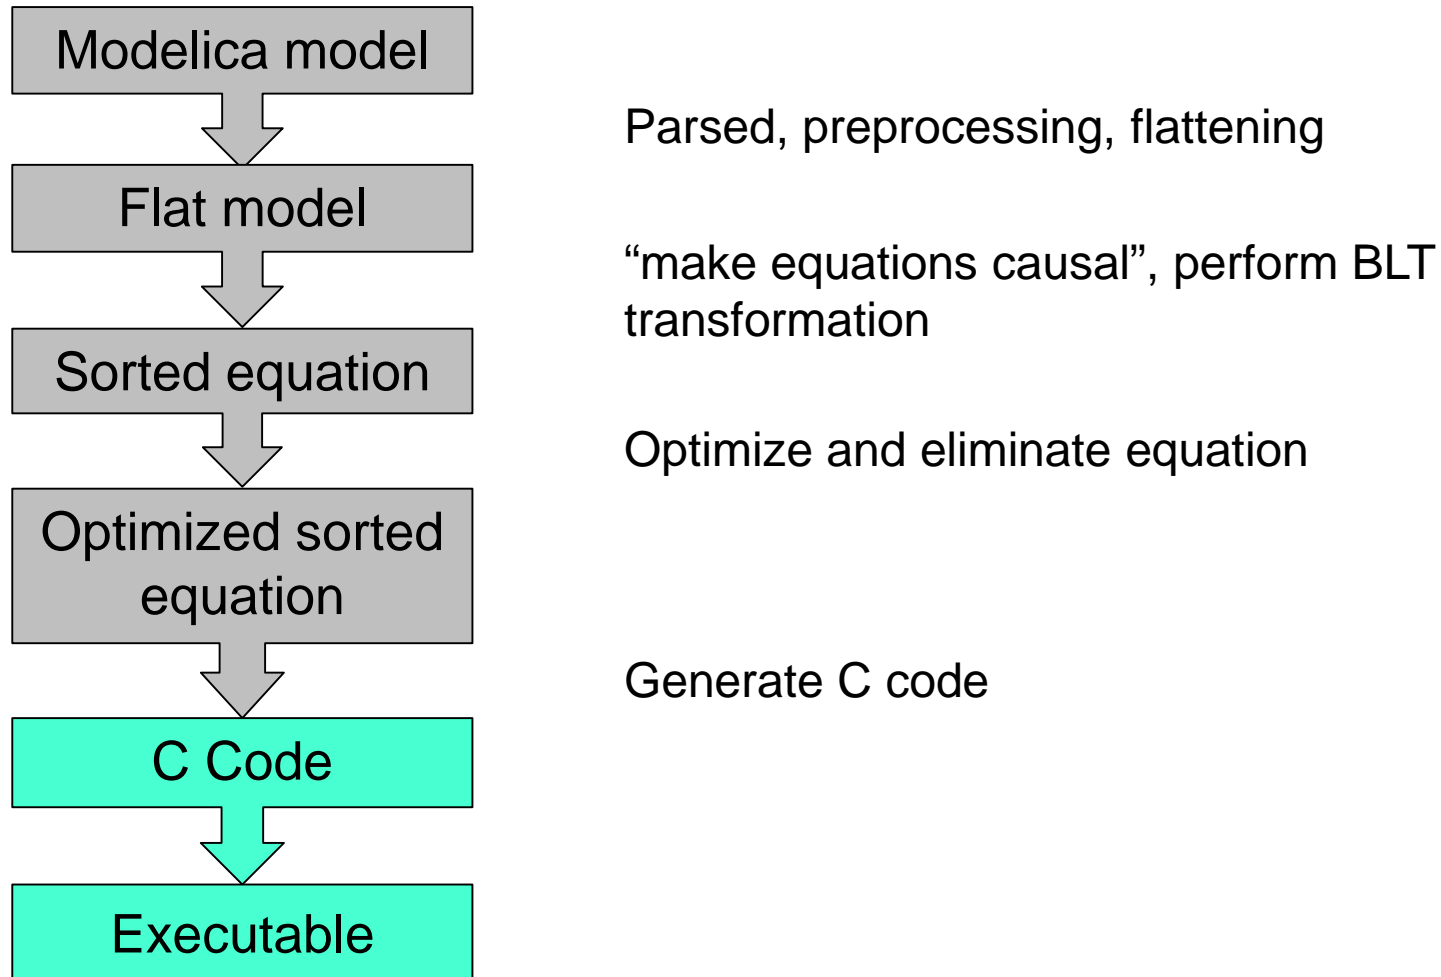 Modelica model
Parsed, preprocessing, flattening
Flat model
“make equations causal”, perform BLT
transformation
Sorted equation
Optimize and eliminate equation
Optimized sorted
equation
Generate C code
C Code
Executable